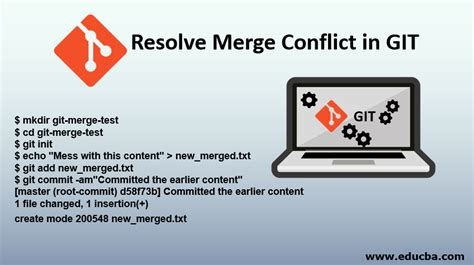 Resolve Merge Conflict in GIT
$ mkdir git-merge-test
$ cd git-merge-test
$ git init
$ echo "Mess with this content" > new_merged.txt
$ git add new_merged.txt
$ git commit -am"Committed the earlier content"
[master (root-commit) d58f73b] Committed the earlier content
1 file changed, 1 insertion(+)
create mode 200548 new_merged.txt
GIT
www.educba.com